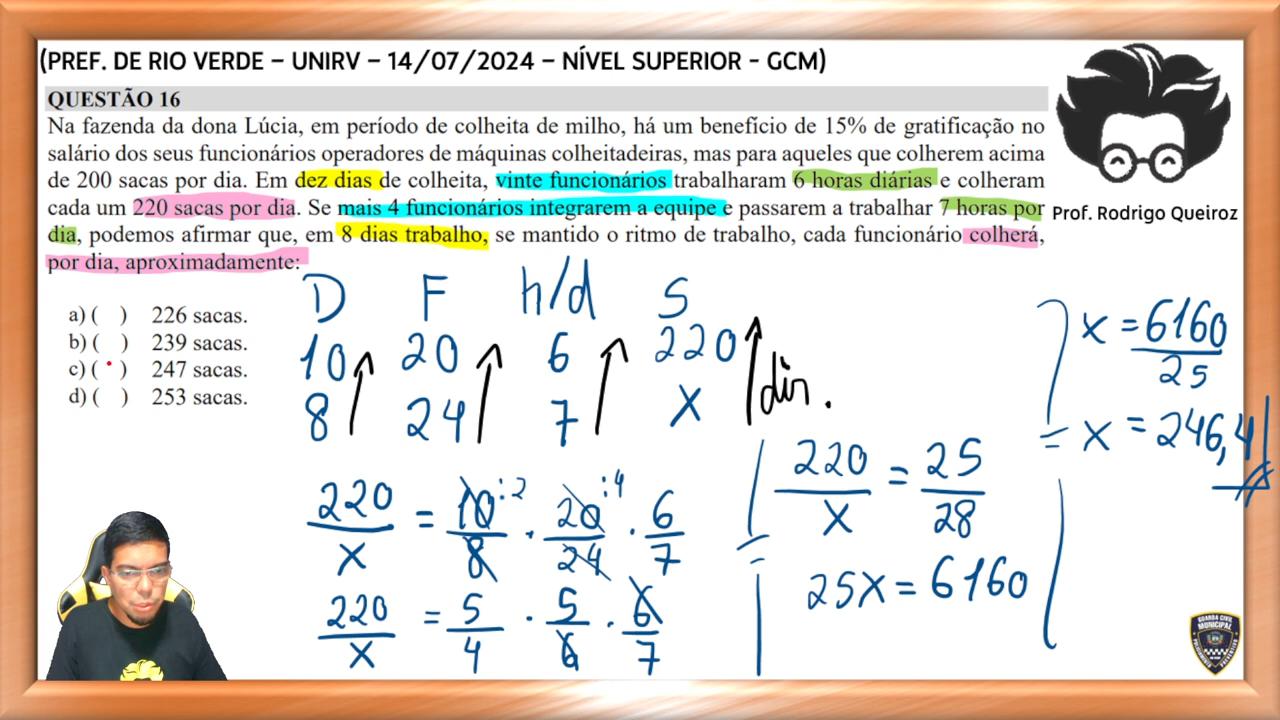 (PREF. DE RIO VERDE – UNIRV – 14/07/2024 – NÍVEL SUPERIOR - GCM)
QUESTÃO 16
Na fazenda da dona Lúcia, em período de colheita de milho, há um benefício de 15% de gratificação no
salário dos seus funcionários operadores de máquinas colheitadeiras, mas para aqueles que colherem acima
de 200 sacas por dia. Em dez dias de colheita, vinte funcionários trabalharam 6 horas diárias e colheram
cada um 220 sacas por dia. Se mais 4 funcionários integrarem a equipe e passarem a trabalhar 7 horas por
dia, podemos afirmar que, em 8 dias trabalho, se mantido o ritmo de trabalho, cada funcionário colherá,
por dia, aproximadamente:
a) ( ) 226 sacas.
b) ( ) 239 sacas.
c) ( ) 247 sacas.
d) ( ) 253 sacas.
Prof. Rodrigo Queiroz
D F h/d S
10 20 6 220
8 24 7 X
dir.
220/X = 10/8 · 20/24 · 6/7
:2 :4
220/X = 5/4 · 5/6 · 6/7
= 220/X = 25/28
25X = 6160
= X = 6160/25
X = 246,4
GUARDA CIVIL
MUNICIPAL